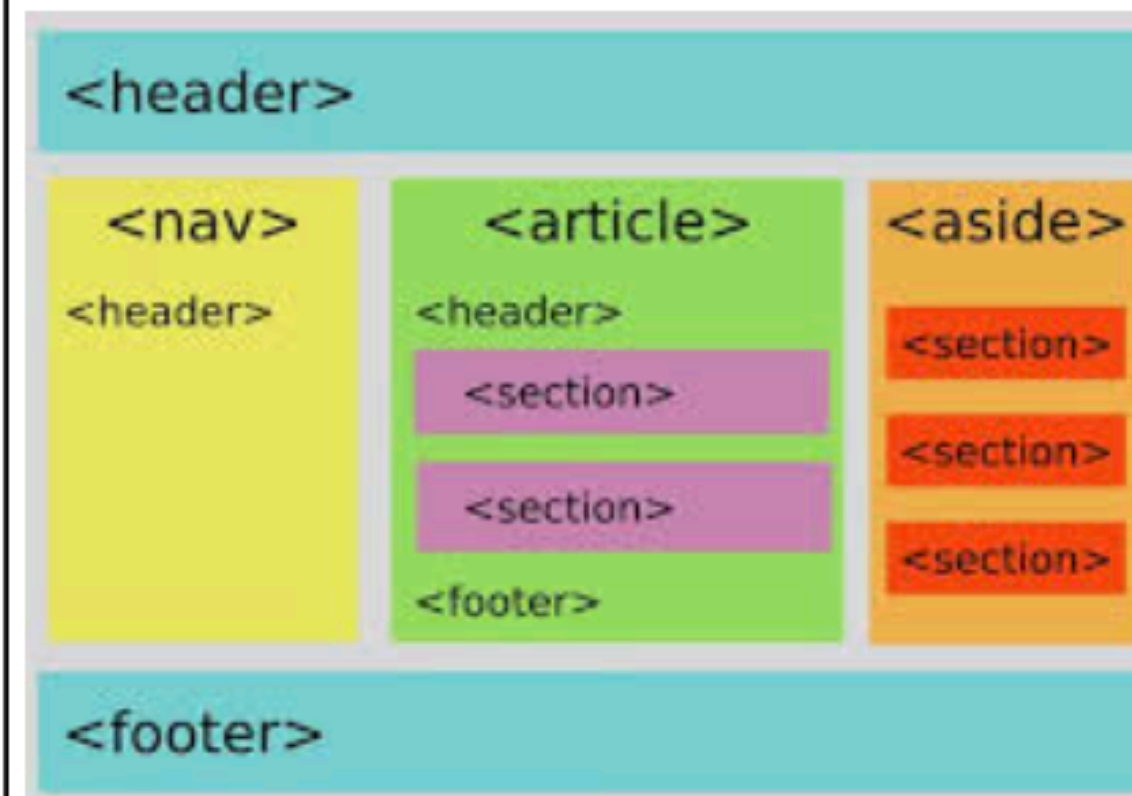 <header>
<nav>
<header>
<article>
<header>
<section>
<section>
<footer>
<aside>
<section>
<section>
<section>
<footer>